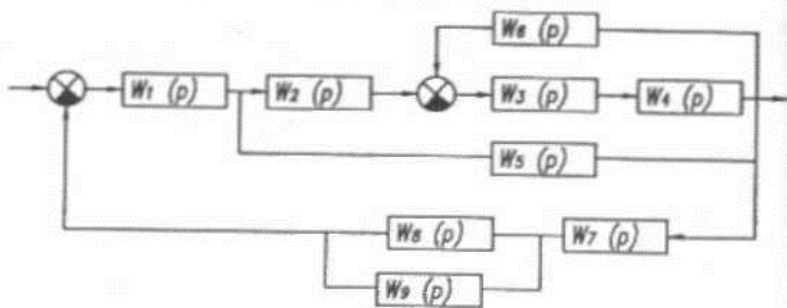 W6 (p)
W1 (p)
W2 (p)
W3 (p)
W4 (p)
W5 (p)
W8 (p)
W7 (p)
W9 (p)